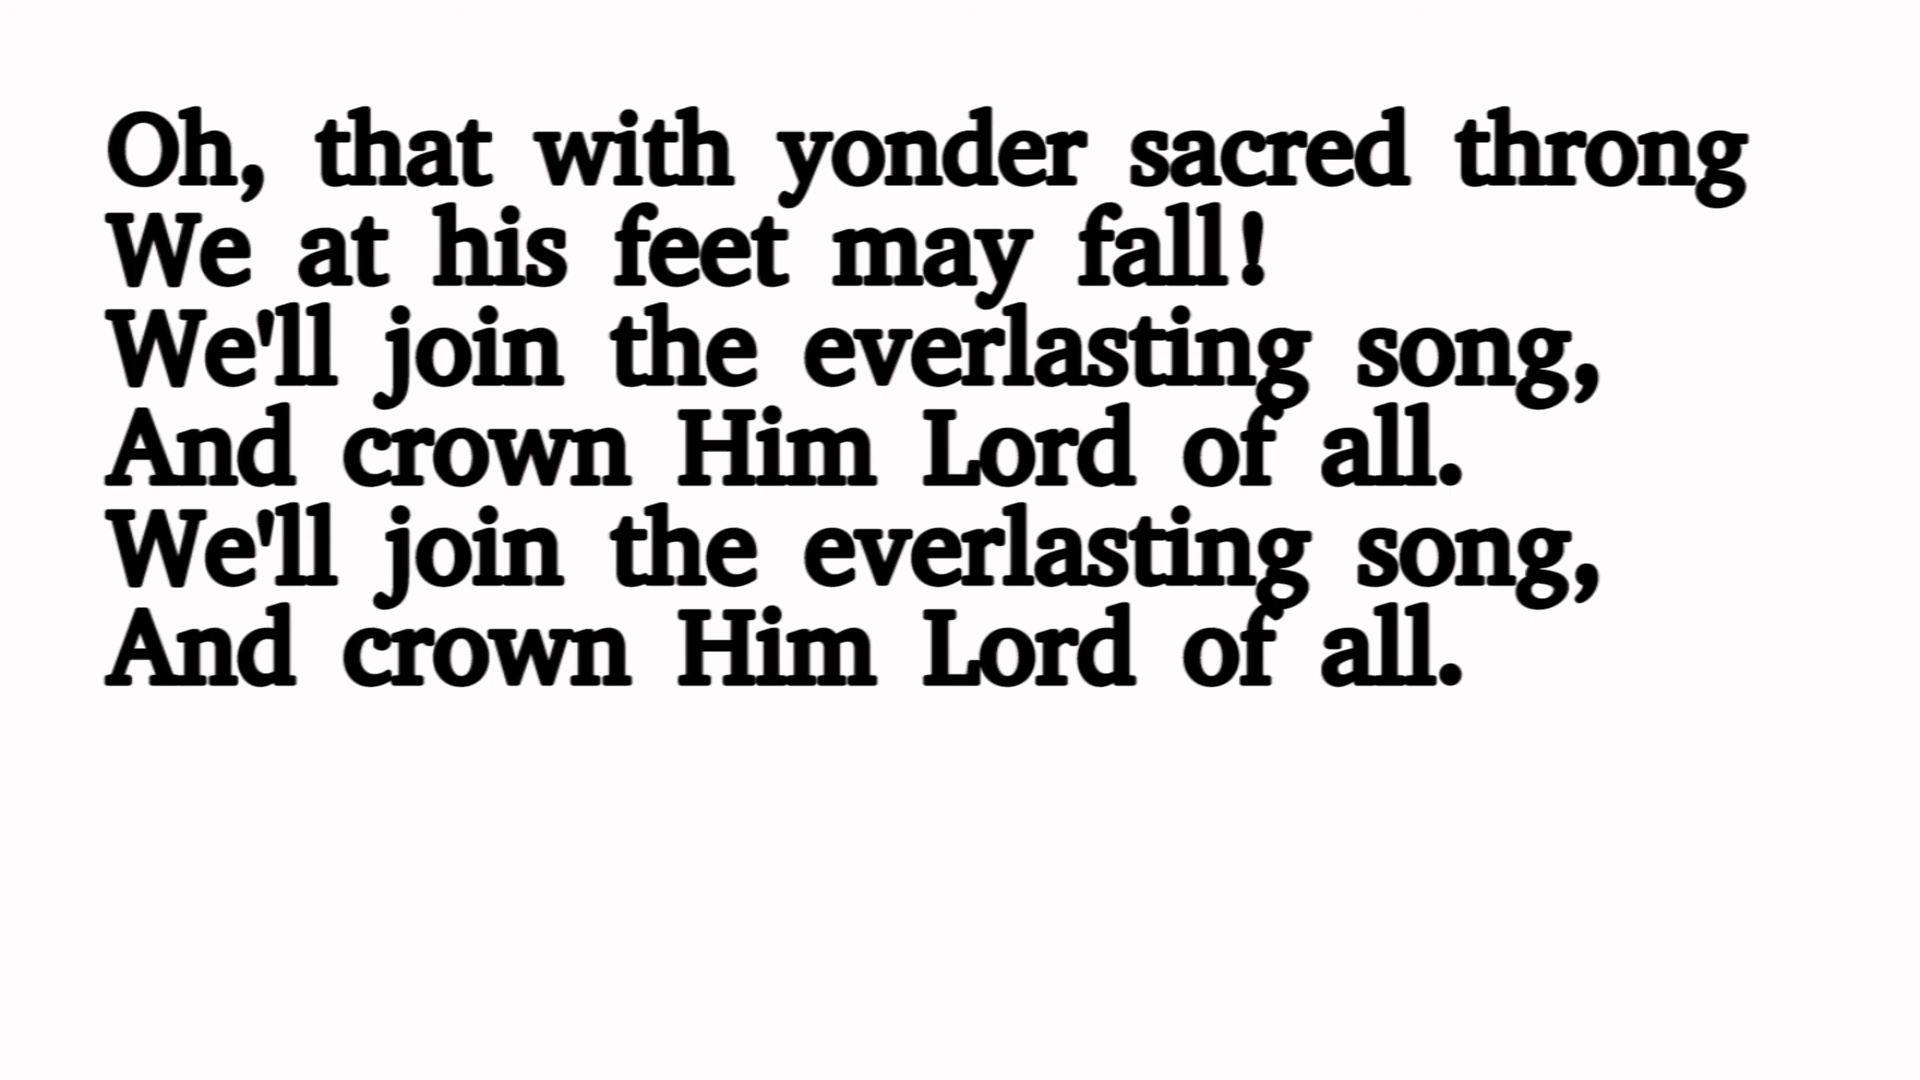 Oh, that with yonder sacred throng
We at his feet may fall!
We'll join the everlasting song,
And crown Him Lord of all.
We'll join the everlasting song,
And crown Him Lord of all.